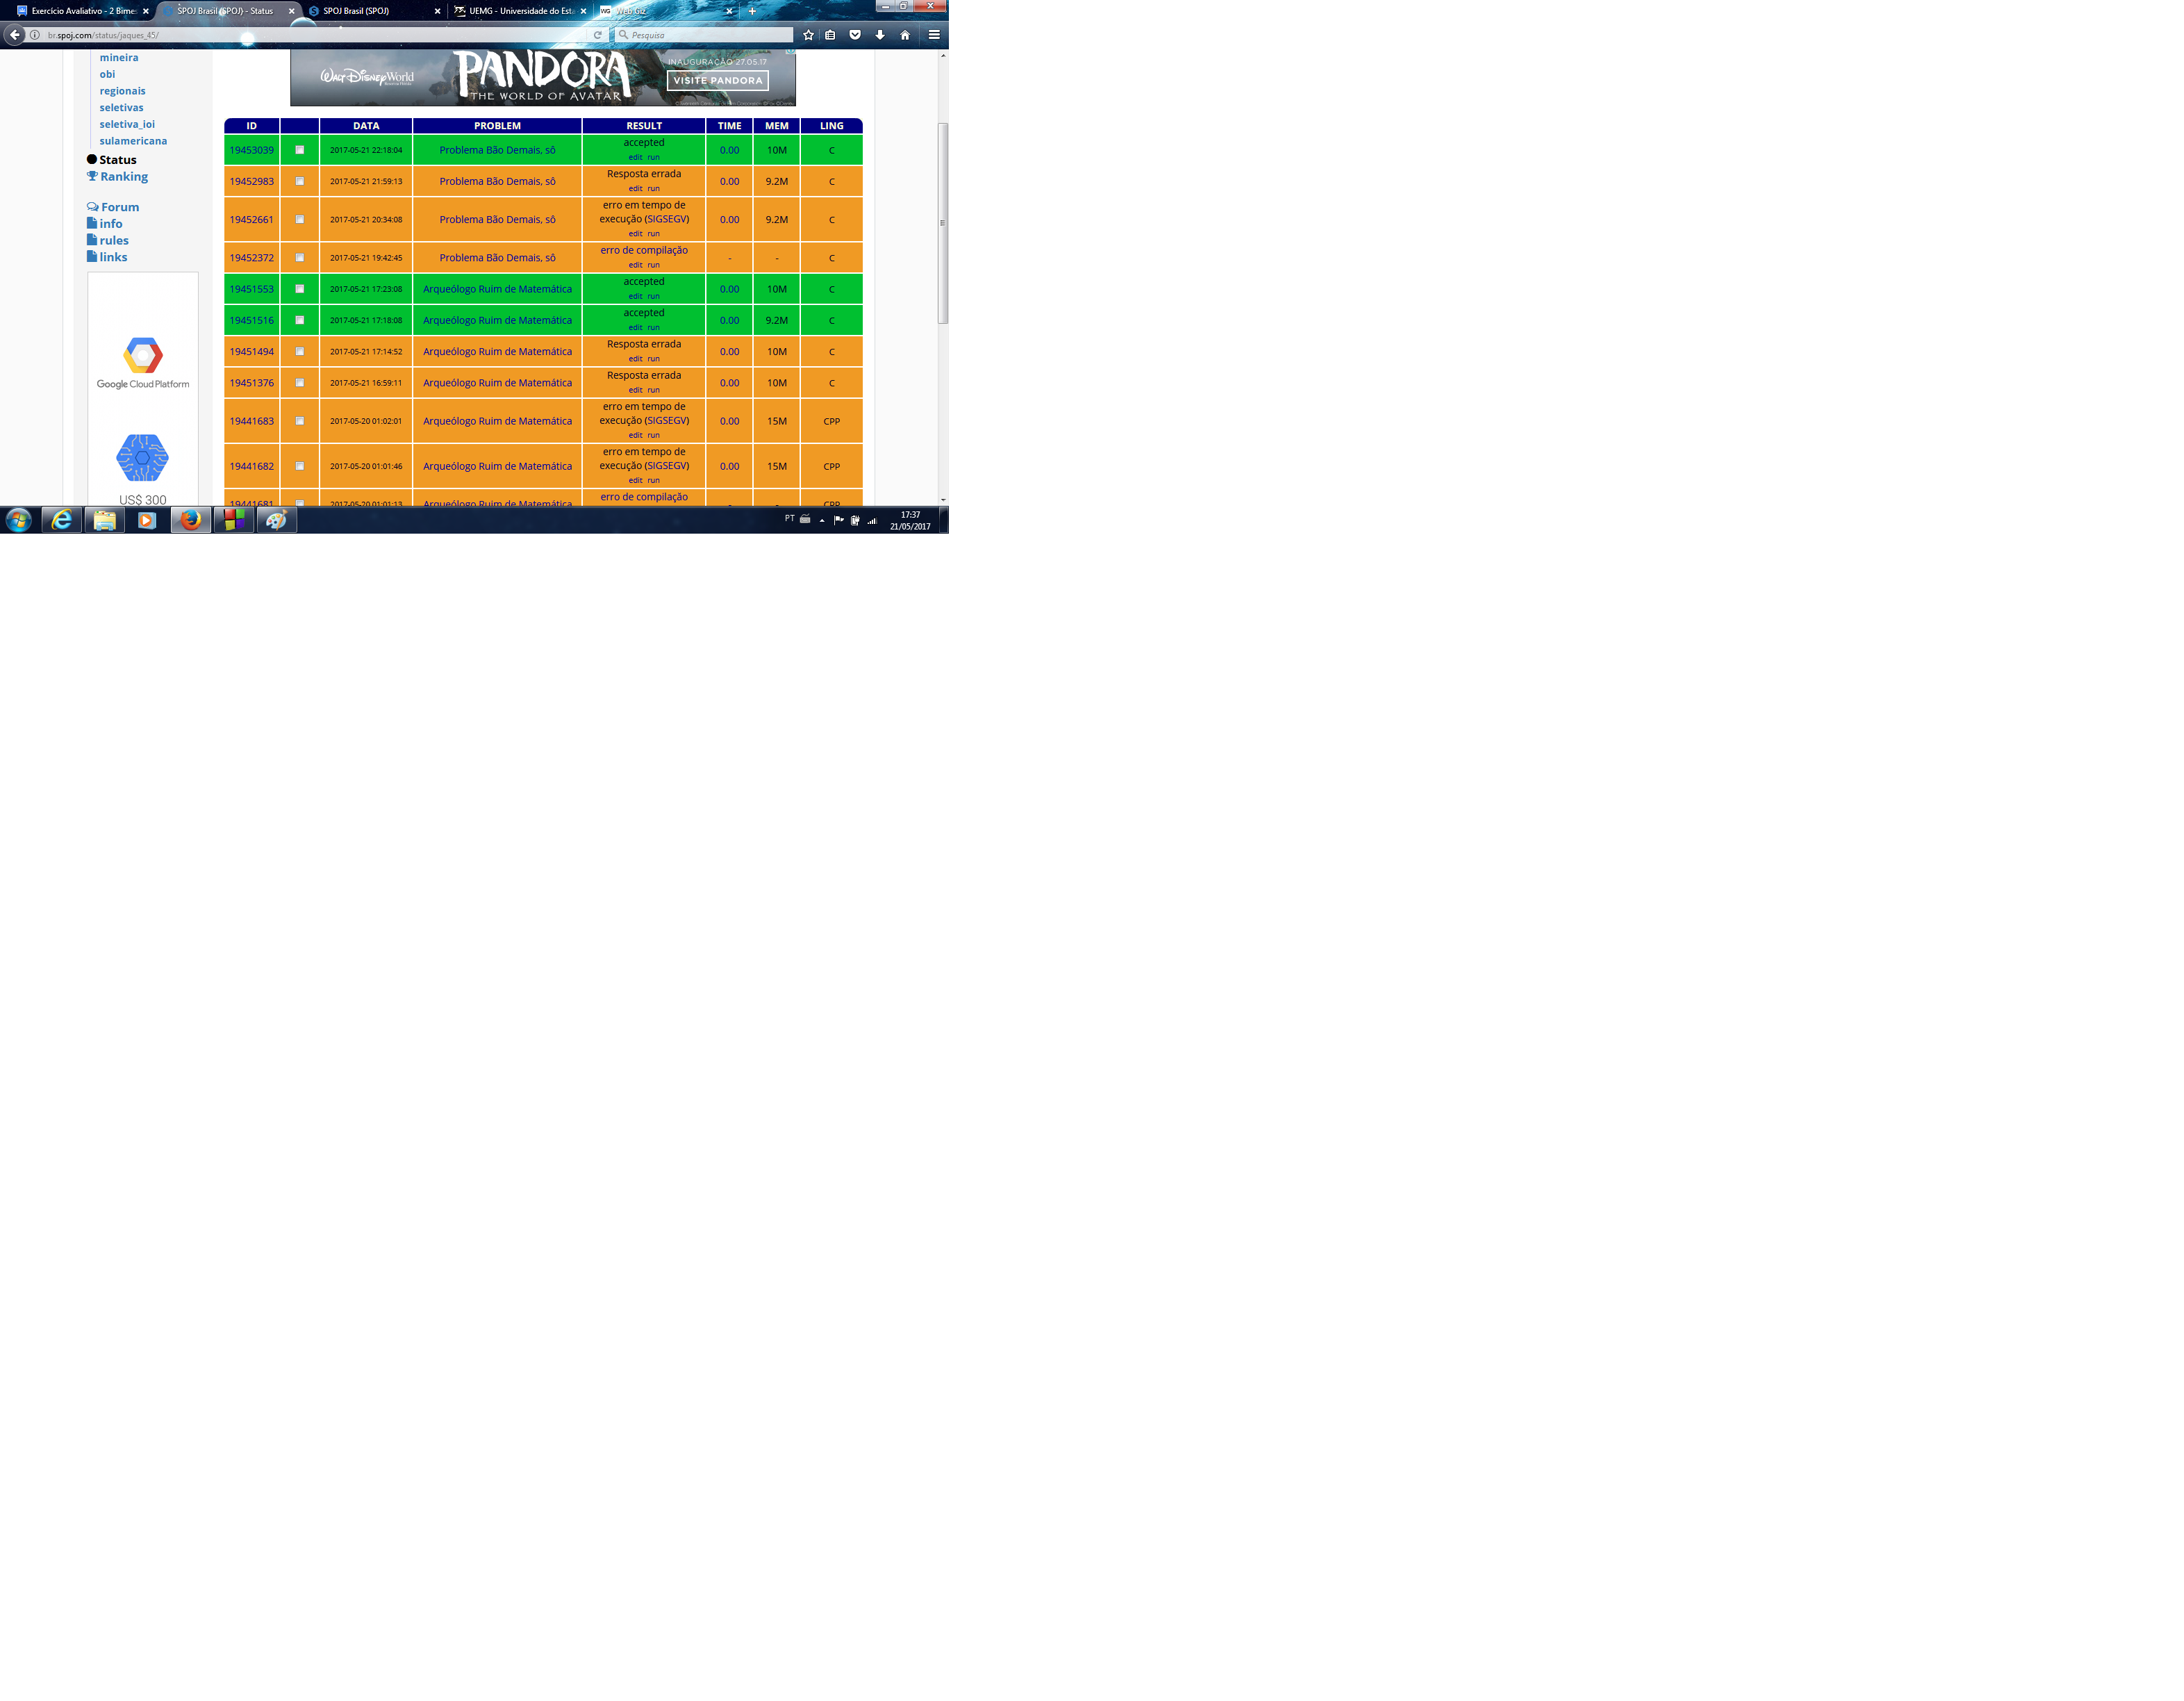 Exercicio Avaliativo - 2 Bimes
SPOJ Brasil (SPOJ) - Status
SPOJ Brasil (SPOJ)
UEMG - Universidade do Esta
WG Web Giz
br.spoj.com/status/jaques_45/
Pesquisa
mineira
obi
regionais
seletivas
seletiva_ioi
sulamericana
Status
Ranking
Forum
info
rules
links
Google Cloud Platform
US$ 300
Walt Disney World
PANDORA
THE WORLD OF AVATAR
INAUGURAÇÃO 27.05.17
VISITE PANDORA
ID DATA PROBLEM RESULT TIME MEM LING
19453039 2017-05-21 22:18:04 Problema Bão Demais, sô accepted 0.00 10M C
edit run
19452983 2017-05-21 21:59:13 Problema Bão Demais, sô Resposta errada 0.00 9.2M C
edit run
19452661 2017-05-21 20:34:08 Problema Bão Demais, sô erro em tempo de 0.00 9.2M C
execução (SIGSEGV)
edit run
19452372 2017-05-21 19:42:45 Problema Bão Demais, sô erro de compilação - - C
edit run
19451553 2017-05-21 17:23:08 Arqueólogo Ruim de Matemática accepted 0.00 10M C
edit run
19451516 2017-05-21 17:18:08 Arqueólogo Ruim de Matemática accepted 0.00 9.2M C
edit run
19451494 2017-05-21 17:14:52 Arqueólogo Ruim de Matemática Resposta errada 0.00 10M C
edit run
19451376 2017-05-21 16:59:11 Arqueólogo Ruim de Matemática Resposta errada 0.00 10M C
edit run
19441683 2017-05-20 01:02:01 Arqueólogo Ruim de Matemática erro em tempo de 0.00 15M CPP
execução (SIGSEGV)
edit run
19441682 2017-05-20 01:01:46 Arqueólogo Ruim de Matemática erro em tempo de 0.00 15M CPP
execução (SIGSEGV)
edit run
19441681 2017-05-20 01:01:13 Arqueólogo Ruim de Matemática erro de compilação - - CPP
PT
17:37
21/05/2017